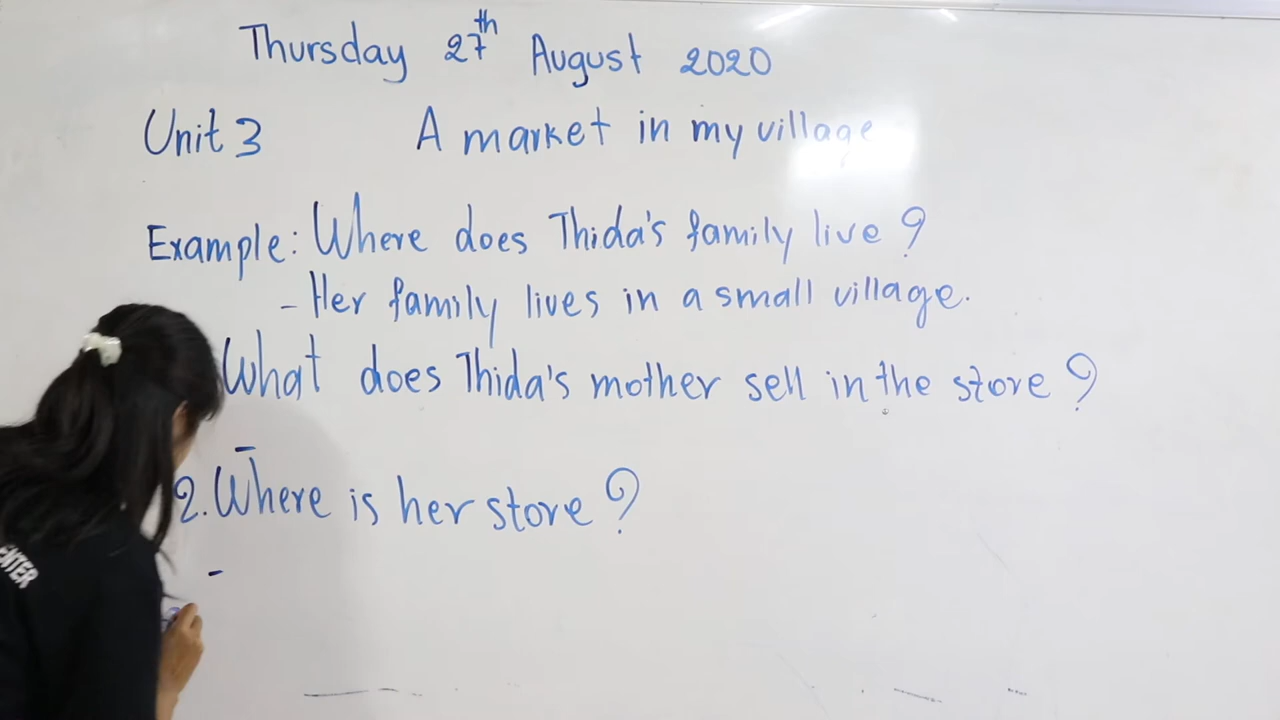 Thursday 27th August 2020
Unit 3 A market in my village
Example: Where does Thida's family live ?
- Her family lives in a small village.
What does Thida's mother sell in the store ?
-
2. Where is her store ?
-